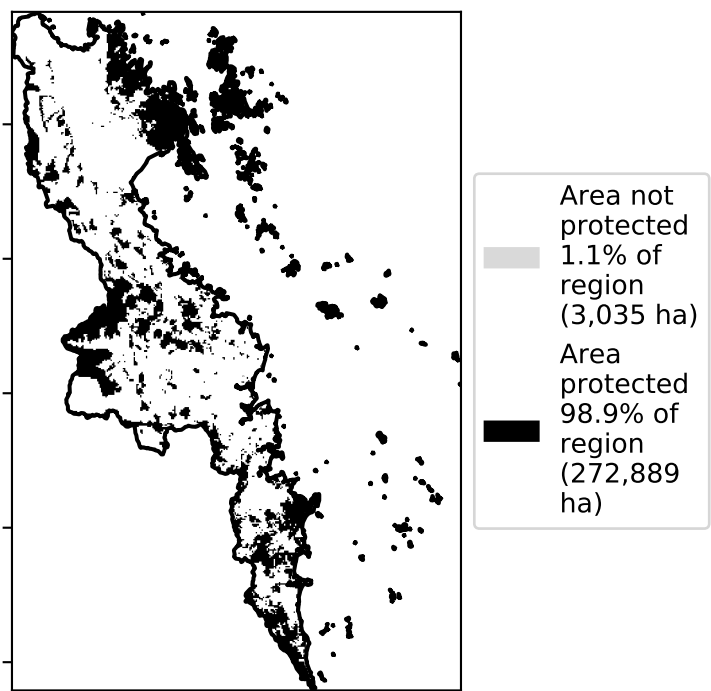 Area not
protected
1.1% of
region
(3,035 ha)
Area
protected
98.9% of
region
(272,889
ha)